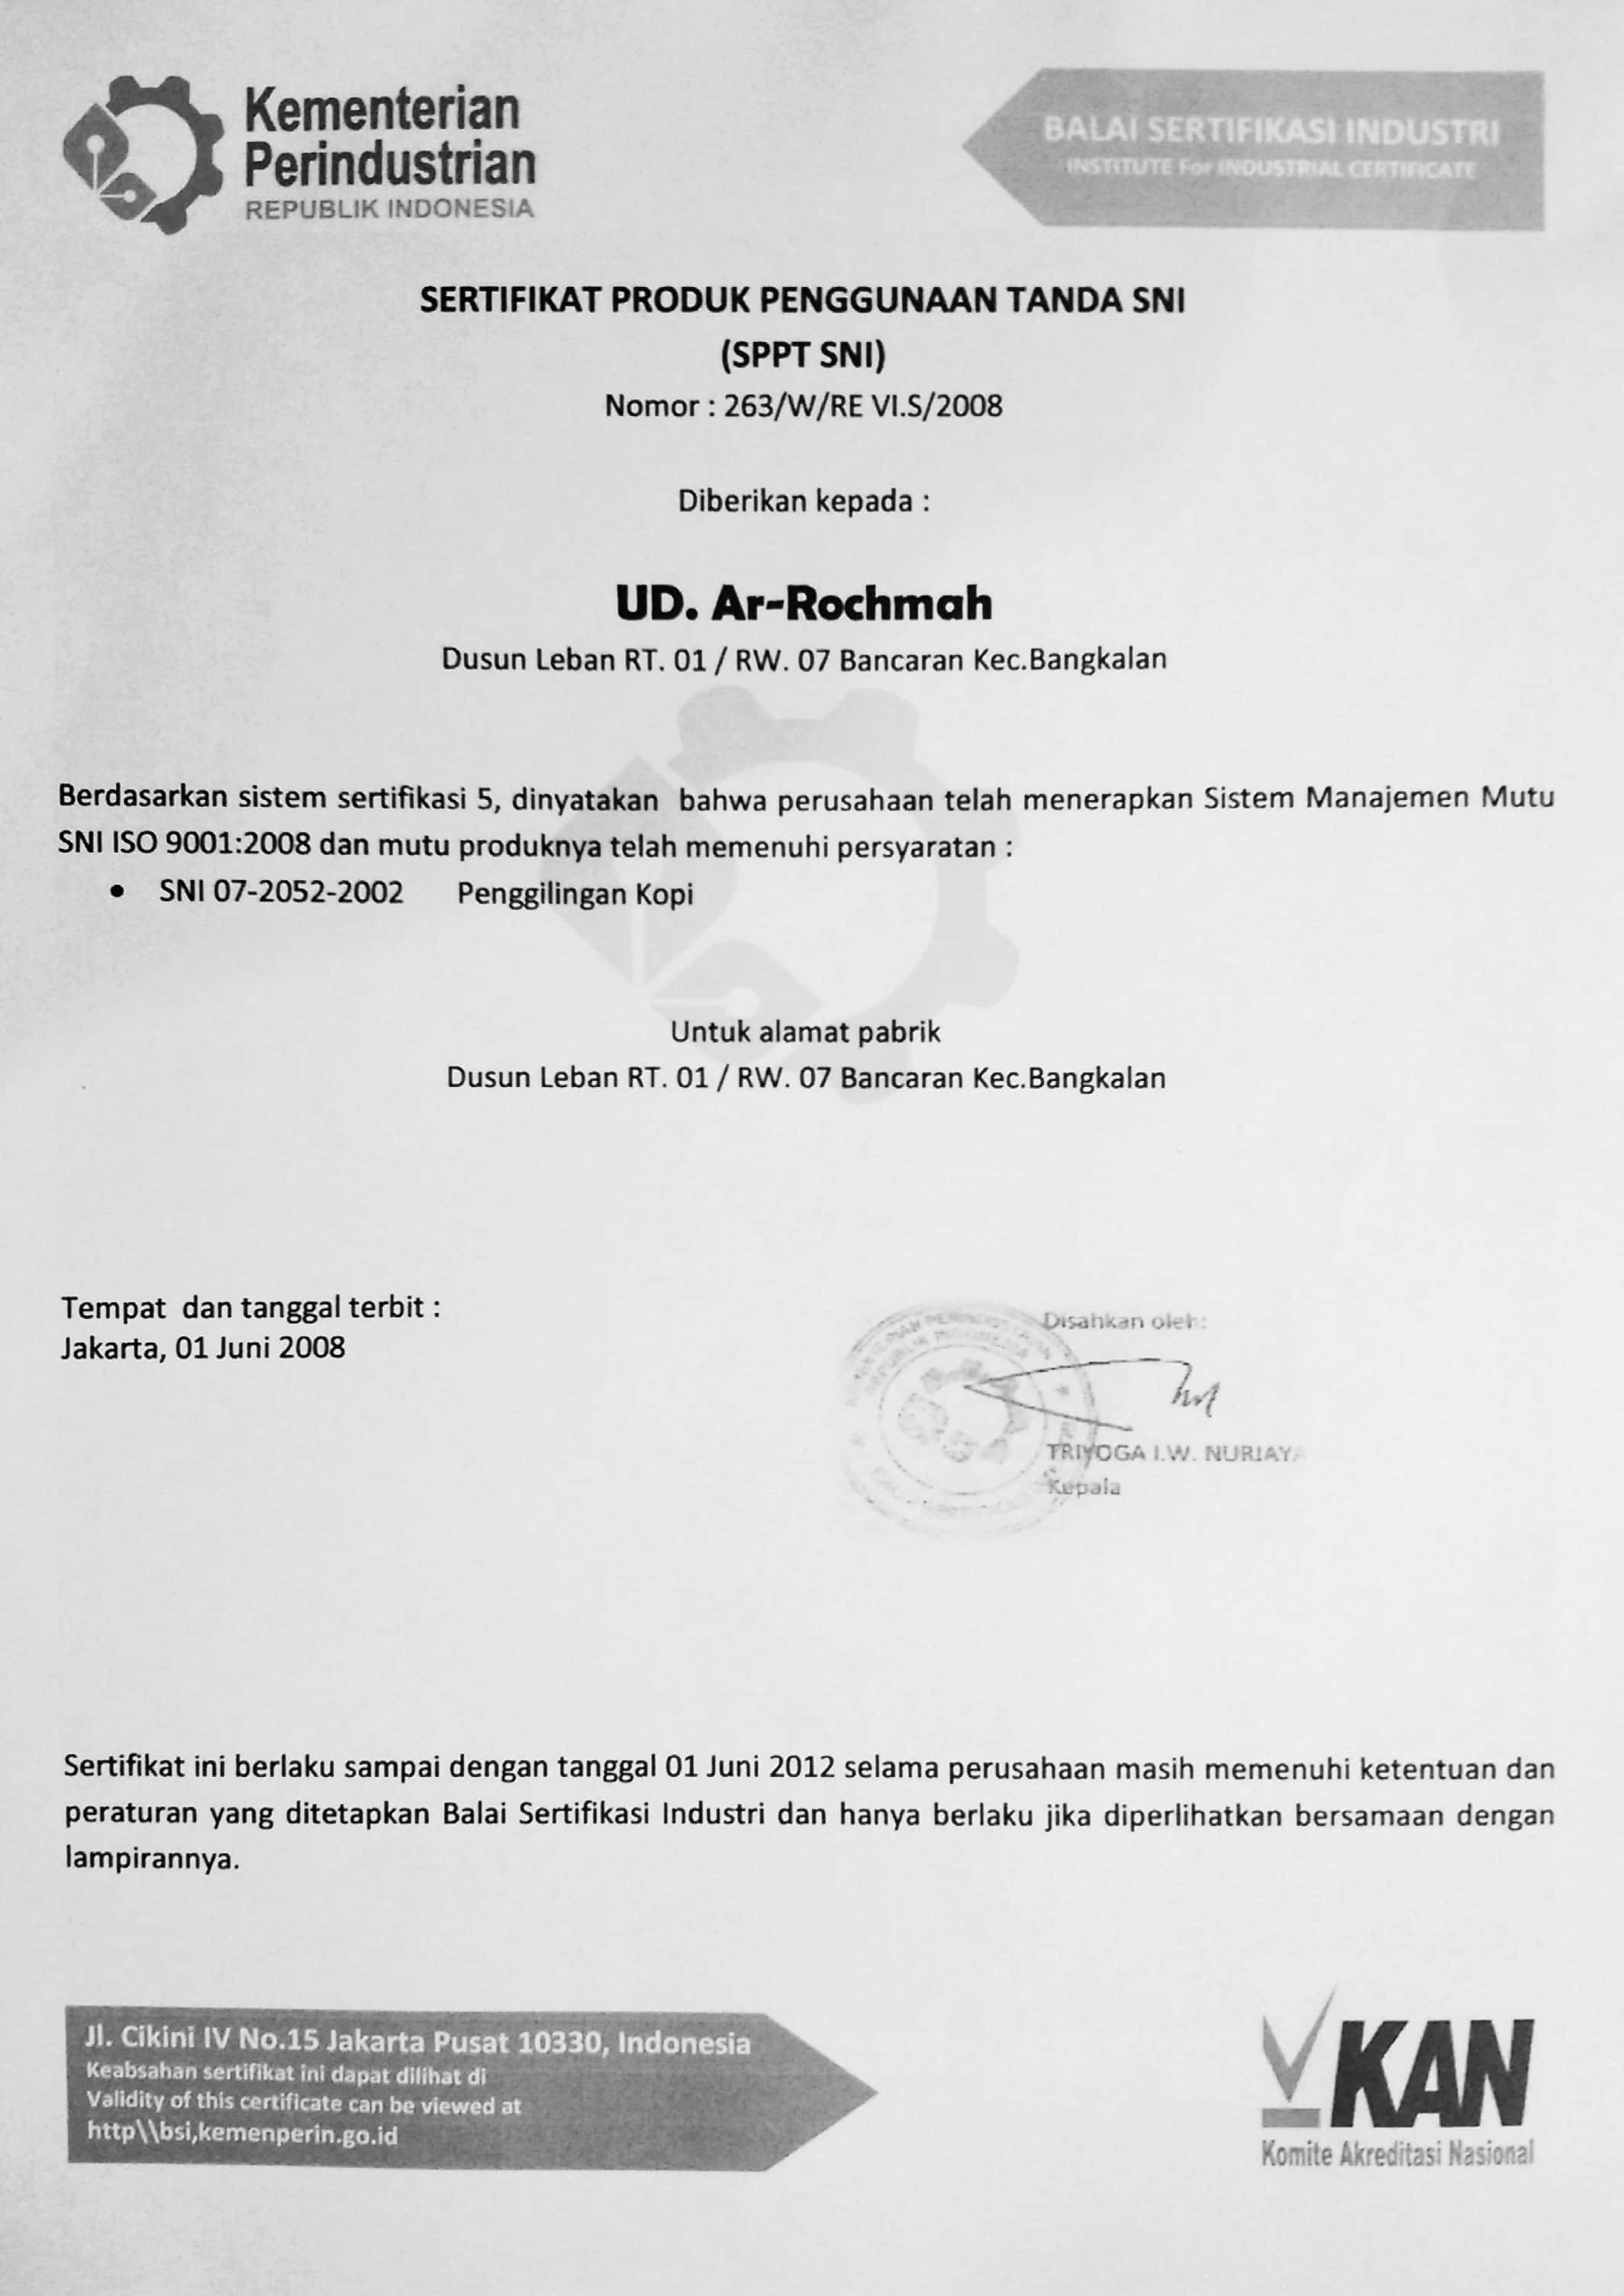 Kementerian
Perindustrian
REPUBLIK INDONESIA
BALAI SERTIFIKASI INDUSTRI
INSTITUTE For INDUSTRIAL CERTIFICATE
SERTIFIKAT PRODUK PENGGUNAAN TANDA SNI
(SPPT SNI)
Nomor : 263/W/RE VI.S/2008
Diberikan kepada :
UD. Ar-Rochmah
Dusun Leban RT. 01 / RW. 07 Bancaran Kec.Bangkalan
Berdasarkan sistem sertifikasi 5, dinyatakan bahwa perusahaan telah menerapkan Sistem Manajemen Mutu
SNI ISO 9001:2008 dan mutu produknya telah memenuhi persyaratan :
• SNI 07-2052-2002 Penggilingan Kopi
Untuk alamat pabrik
Dusun Leban RT. 01 / RW. 07 Bancaran Kec.Bangkalan
Tempat dan tanggal terbit :
Jakarta, 01 Juni 2008
Disahkan oleh:
TRIYOGA I.W. NURJAYA
Kepala
Sertifikat ini berlaku sampai dengan tanggal 01 Juni 2012 selama perusahaan masih memenuhi ketentuan dan
peraturan yang ditetapkan Balai Sertifikasi Industri dan hanya berlaku jika diperlihatkan bersamaan dengan
lampirannya.
Jl. Cikini IV No.15 Jakarta Pusat 10330, Indonesia
Keabsahan sertifikat ini dapat dilihat di
Validity of this certificate can be viewed at
http\\bsi,kemenperin.go.id
KAN
Komite Akreditasi Nasional